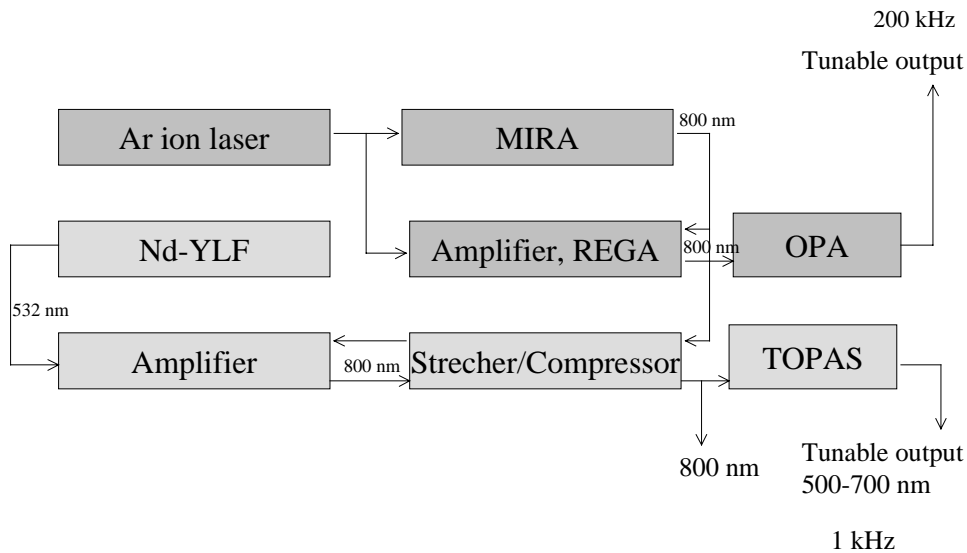 200 kHz
Tunable output
Ar ion laser
MIRA
800 nm
Nd-YLF
Amplifier, REGA
800 nm
OPA
532 nm
Amplifier
800 nm
Strecher/Compressor
TOPAS
800 nm
Tunable output
500-700 nm
1 kHz